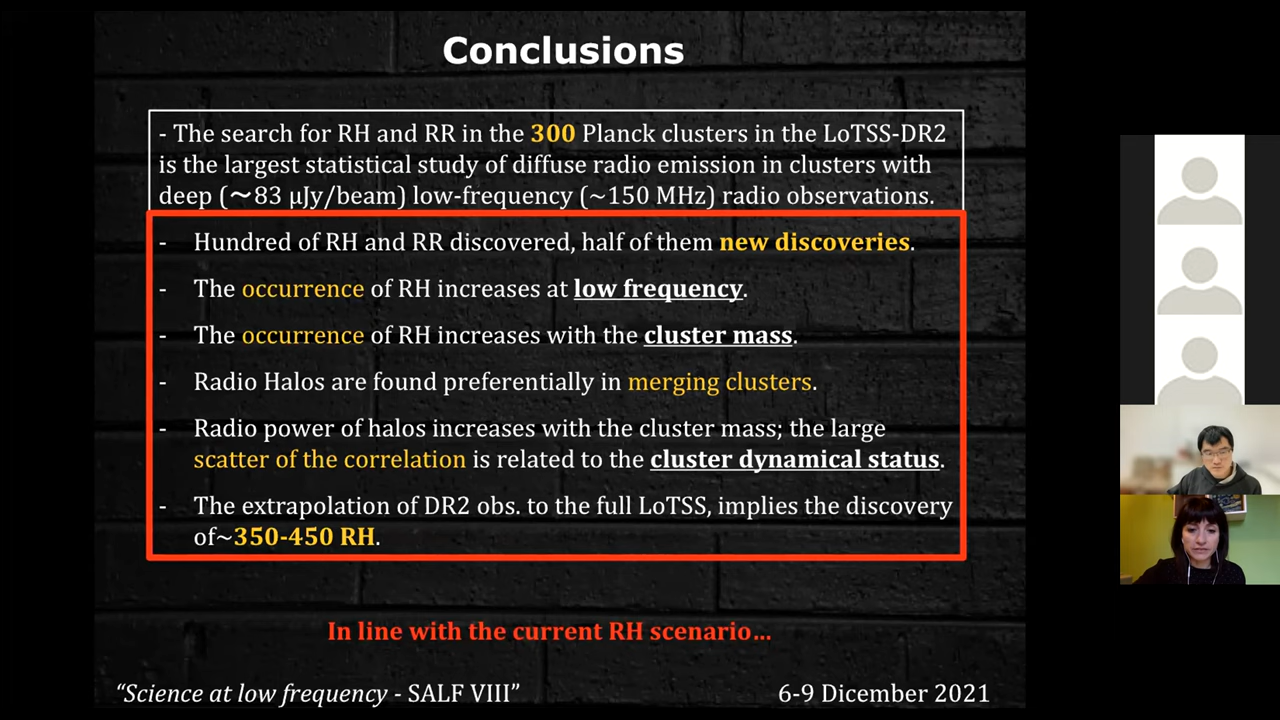 Conclusions
- The search for RH and RR in the 300 Planck clusters in the LoTSS-DR2
is the largest statistical study of diffuse radio emission in clusters with
deep (~83 μJy/beam) low-frequency (~150 MHz) radio observations.
- Hundred of RH and RR discovered, half of them new discoveries.
- The occurrence of RH increases at low frequency.
- The occurrence of RH increases with the cluster mass.
- Radio Halos are found preferentially in merging clusters.
- Radio power of halos increases with the cluster mass; the large
scatter of the correlation is related to the cluster dynamical status.
- The extrapolation of DR2 obs. to the full LoTSS, implies the discovery
of~350-450 RH.
In line with the current RH scenario...
“Science at low frequency - SALF VIII”
6-9 Dicember 2021